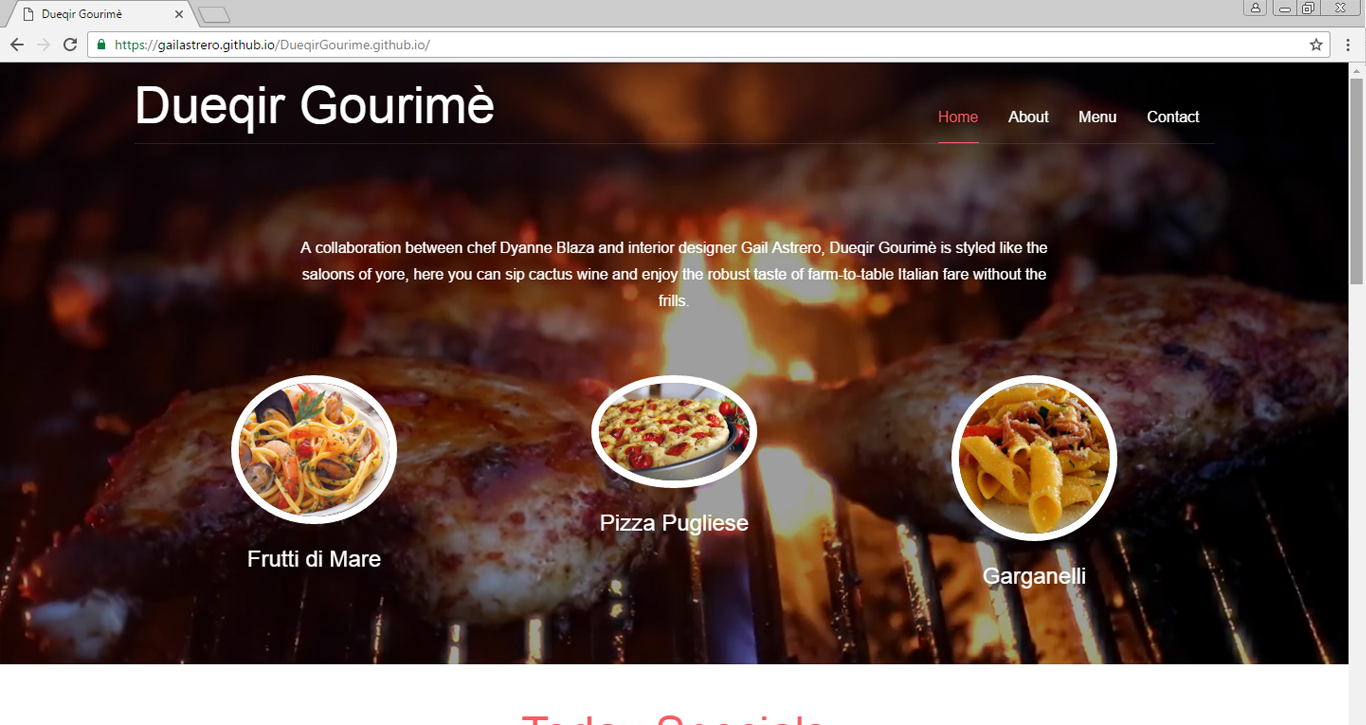 Dueqir Gourimè
https://gailastrero.github.io/DueqirGourime.github.io/
Dueqir Gourimè
Home About Menu Contact
A collaboration between chef Dyanne Blaza and interior designer Gail Astrero, Dueqir Gourimè is styled like the
saloons of yore, here you can sip cactus wine and enjoy the robust taste of farm-to-table Italian fare without the
frills.
Frutti di Mare
Pizza Pugliese
Garganelli